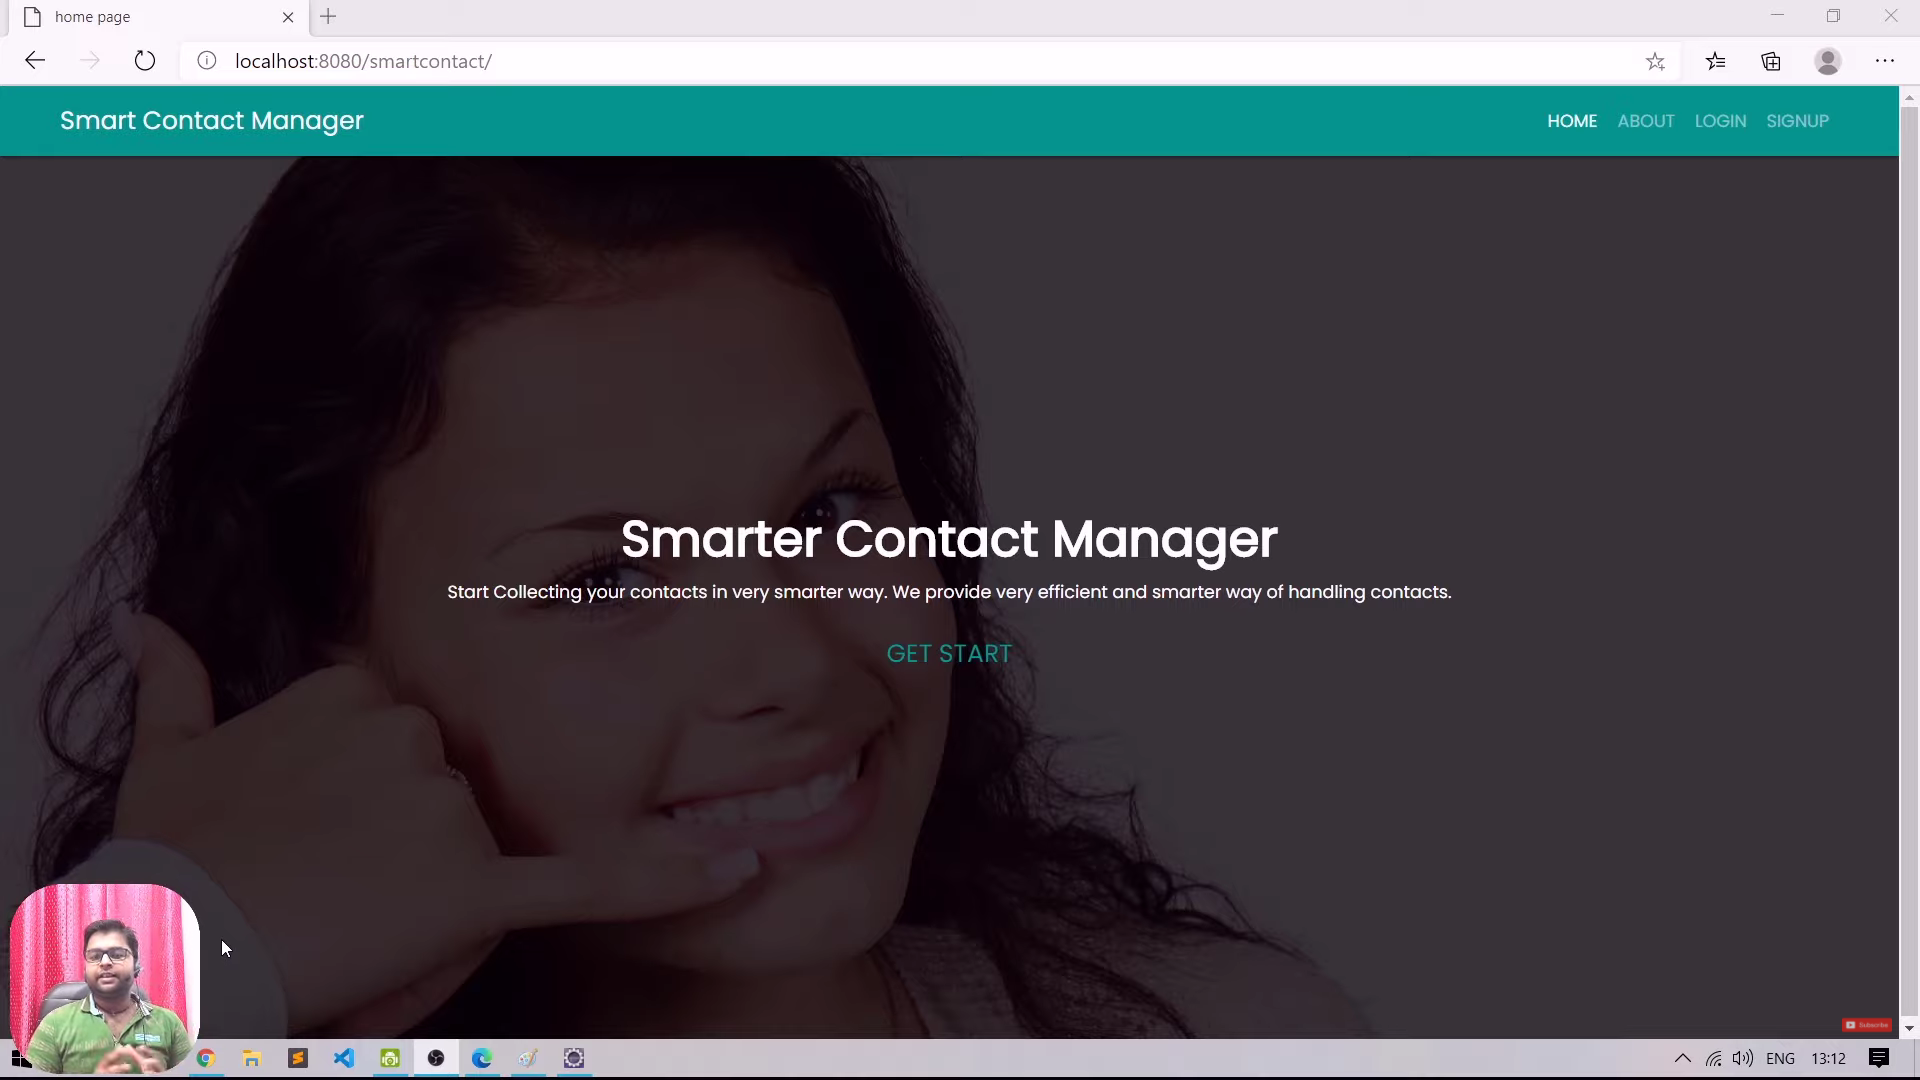 home page
localhost:8080/smartcontact/
Smart Contact Manager
HOME
ABOUT
LOGIN
SIGNUP
Smarter Contact Manager
Start Collecting your contacts in very smarter way. We provide very efficient and smarter way of handling contacts.
GET START
Subscribe
ENG
13:12